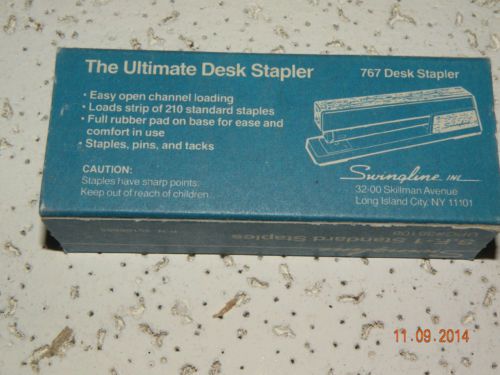 The Ultimate Desk Stapler
767 Desk Stapler
• Easy open channel loading
• Loads strip of 210 standard staples
• Full rubber pad on base for ease and
comfort in use
• Staples, pins, and tacks
CAUTION:
Staples have sharp points.
Keep out of reach of children.
Swingline INC.
32-00 Skillman Avenue
Long Island City, NY 11101
S.F.1 Standard Staples
11.09.2014